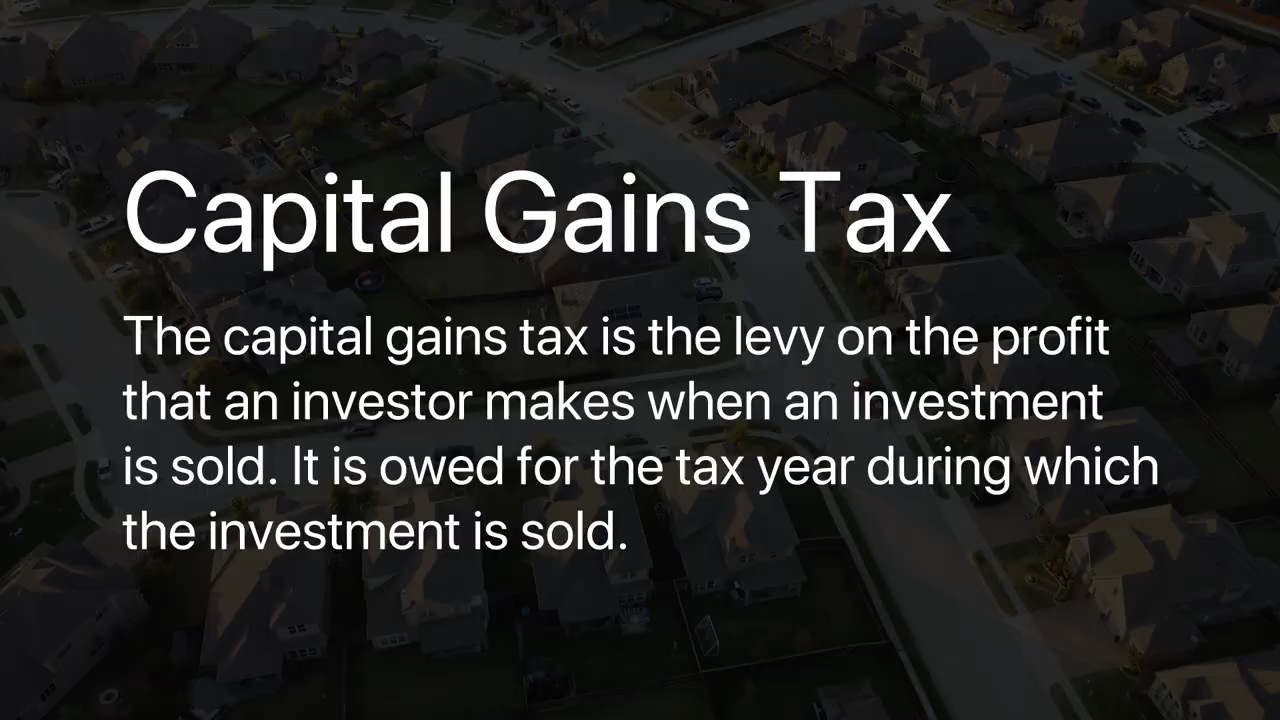 Capital Gains Tax
The capital gains tax is the levy on the profit
that an investor makes when an investment
is sold. It is owed for the tax year during which
the investment is sold.